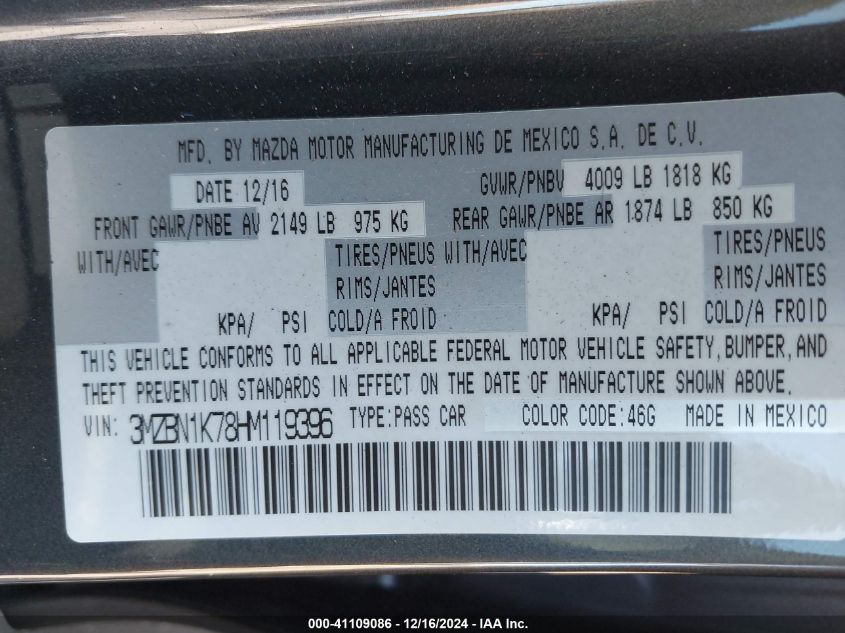 MFD. BY MAZDA MOTOR MANUFACTURING DE MEXICO S.A. DE C.V.
DATE 12/16 GVWR/PNBV 4009 LB 1818 KG
FRONT GAWR/PNBE AV 2149 LB 975 KG REAR GAWR/PNBE AR 1874 LB 850 KG
WITH/AVEC TIRES/PNEUS WITH/AVEC TIRES/PNEUS
RIMS/JANTES RIMS/JANTES
KPA/ PSI COLD/A FROID KPA/ PSI COLD/A FROID
THIS VEHICLE CONFORMS TO ALL APPLICABLE FEDERAL MOTOR VEHICLE SAFETY, BUMPER, AND
THEFT PREVENTION STANDARDS IN EFFECT ON THE DATE OF MANUFACTURE SHOWN ABOVE.
VIN: 3MZBN1K78HM119396 TYPE:PASS CAR COLOR CODE:46G MADE IN MEXICO
000-41109086 - 12/16/2024 - IAA Inc.